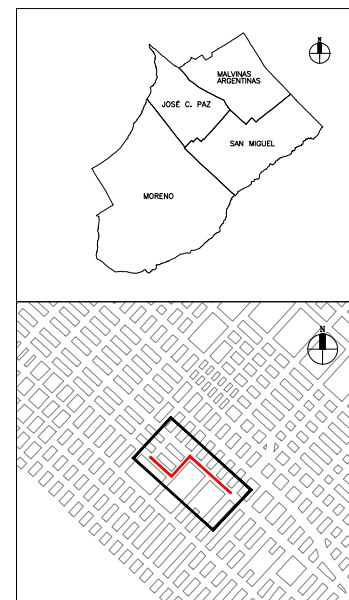 N
MALVINAS
ARGENTINAS
JOSÉ C. PAZ
SAN MIGUEL
MORENO
N